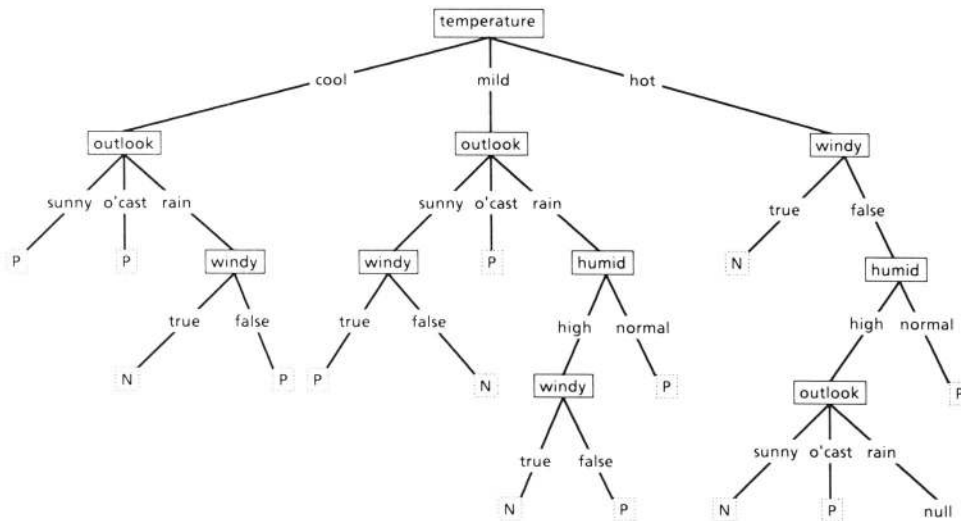 temperature
cool mild hot
outlook outlook windy
sunny o'cast rain sunny o'cast rain true false
P P windy windy P humid N humid
true false true false high normal high normal
N P P N windy P outlook P
true false sunny o'cast rain
N P N P null